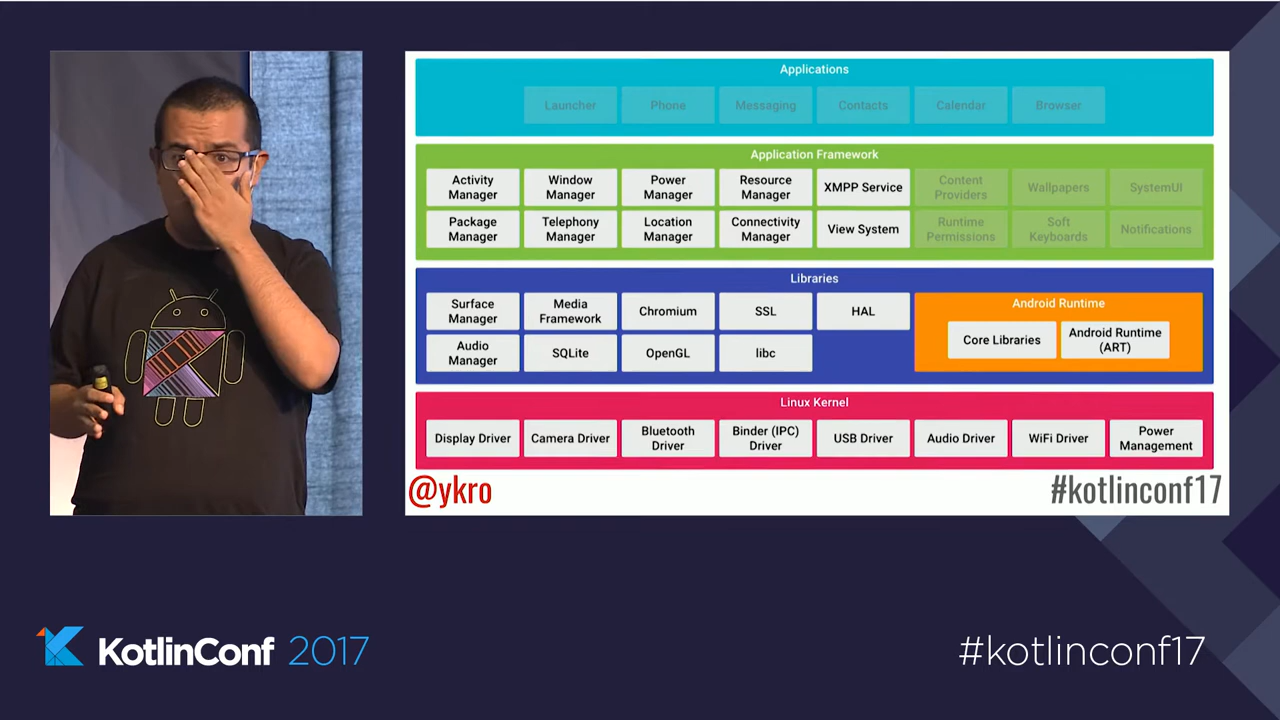 Applications
Launcher
Phone
Messaging
Contacts
Calendar
Browser
Application Framework
Activity
Manager
Window
Manager
Power
Manager
Resource
Manager
XMPP Service
Content
Providers
Wallpapers
SystemUI
Package
Manager
Telephony
Manager
Location
Manager
Connectivity
Manager
View System
Runtime
Permissions
Soft
Keyboards
Notifications
Libraries
Surface
Manager
Media
Framework
Chromium
SSL
HAL
Audio
Manager
SQLite
OpenGL
libc
Android Runtime
Core Libraries
Android Runtime
(ART)
Linux Kernel
Display Driver
Camera Driver
Bluetooth
Driver
Binder (IPC)
Driver
USB Driver
Audio Driver
WiFi Driver
Power
Management
@ykro
#kotlinconf17
KotlinConf 2017
#kotlinconf17